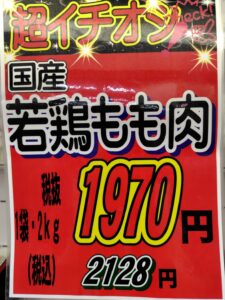 超イチオシ
check!
国産
若鶏もも肉
税抜
1袋・2kg
1970円
(税込)
2128円